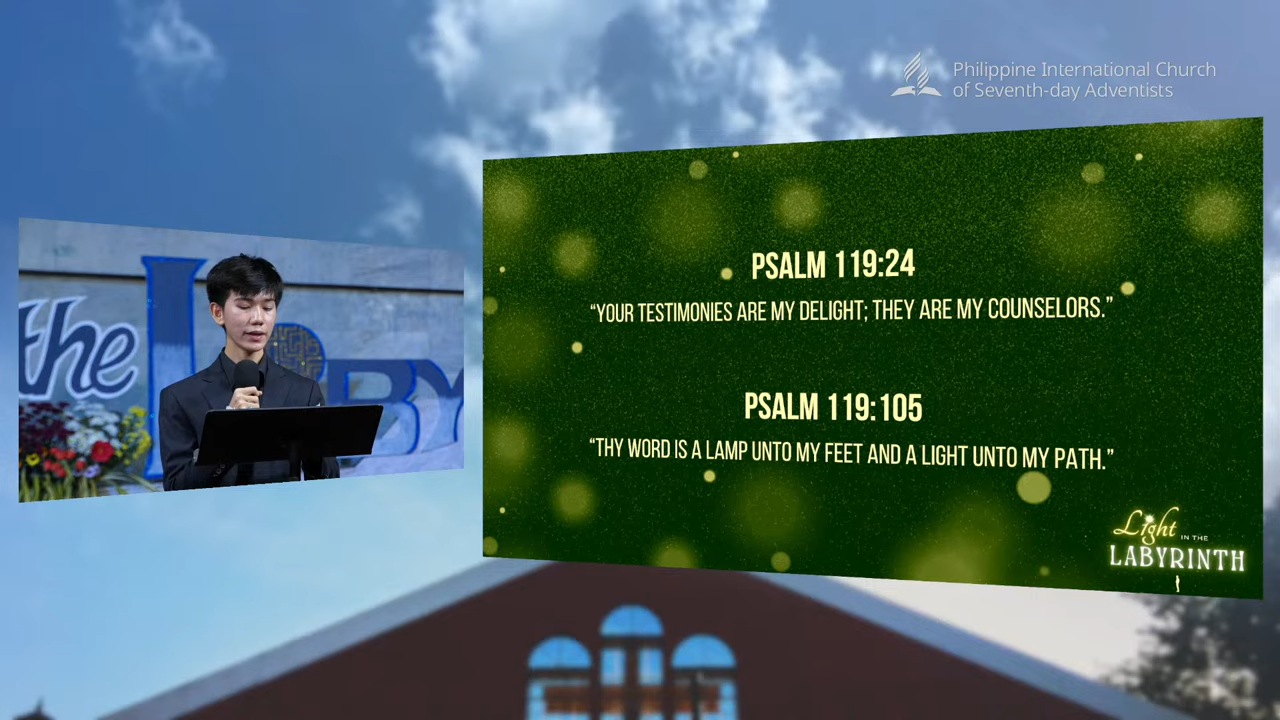 Philippine International Church
of Seventh-day Adventists
the
L BY
PSALM 119:24
“YOUR TESTIMONIES ARE MY DELIGHT; THEY ARE MY COUNSELORS.”
PSALM 119:105
“THY WORD IS A LAMP UNTO MY FEET AND A LIGHT UNTO MY PATH.”
Light IN THE
LABYRINTH